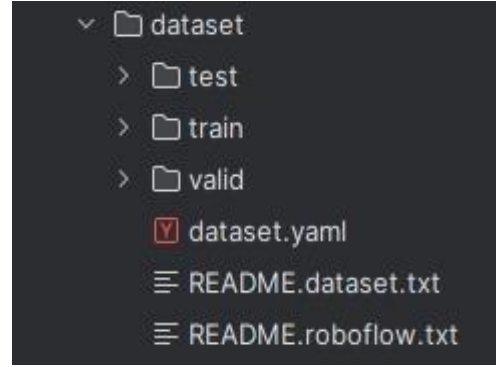 dataset
test
train
valid
Y dataset.yaml
README.dataset.txt
README.roboflow.txt